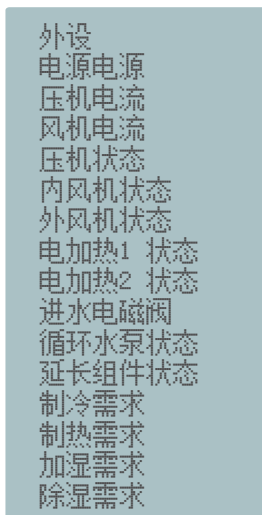 外设
电源电源
压机电流
风机电流
压机状态
内风机状态
外风机状态
电加热1 状态
电加热2 状态
进水电磁阀
循环水泵状态
延长组件状态
制冷需求
制热需求
加湿需求
除湿需求